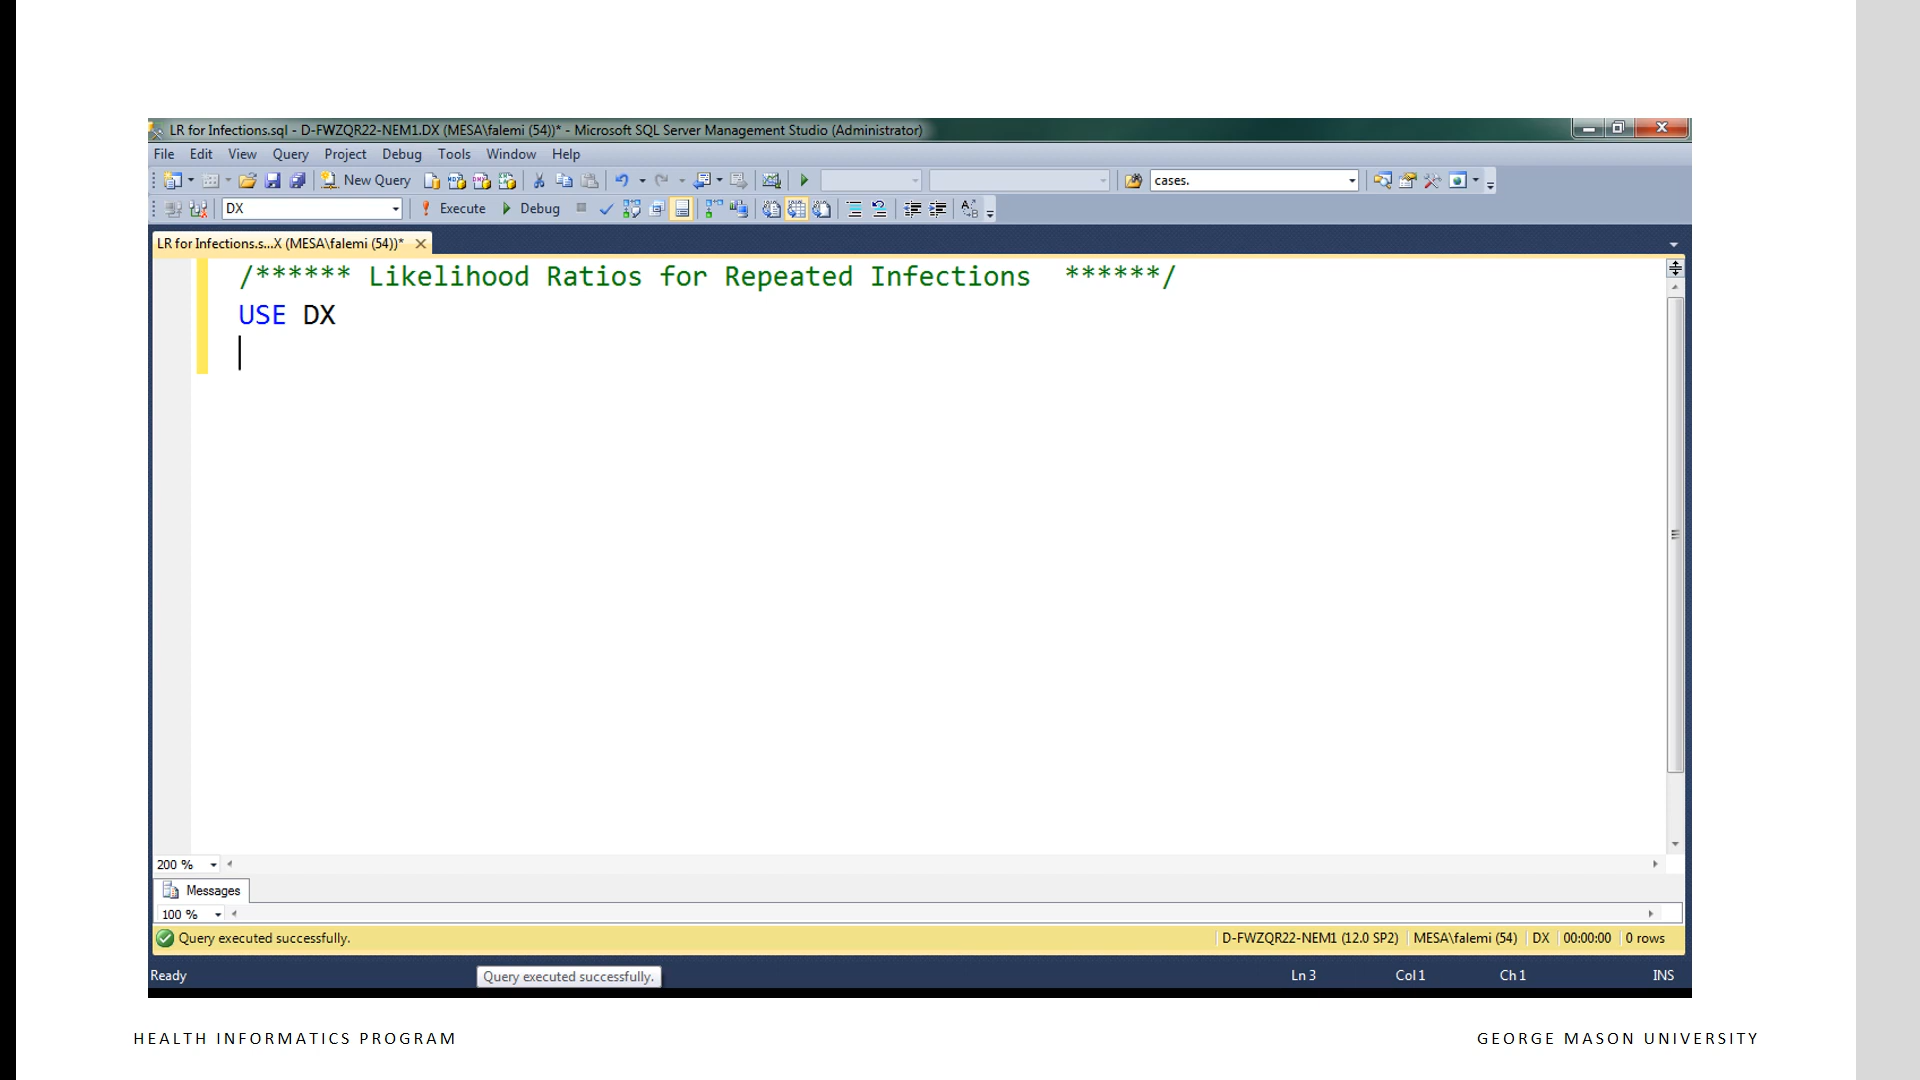 LR for Infections.sql - D-FWZQR22-NEM1.DX (MESA\falemi (54))* - Microsoft SQL Server Management Studio (Administrator)
File Edit View Query Project Debug Tools Window Help
New Query cases.
DX Execute Debug
LR for Infections.s...X (MESA\falemi (54))*
/****** Likelihood Ratios for Repeated Infections ******/
USE DX
200 %
Messages
100 %
Query executed successfully. D-FWZQR22-NEM1 (12.0 SP2) MESA\falemi (54) DX 00:00:00 0 rows
Ready Query executed successfully. Ln 3 Col 1 Ch 1 INS
HEALTH INFORMATICS PROGRAM GEORGE MASON UNIVERSITY